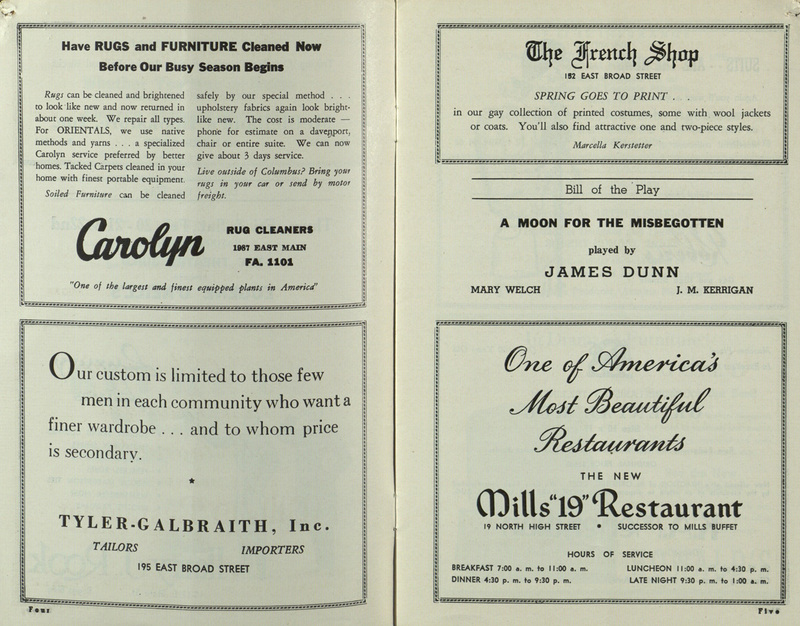 Have RUGS and FURNITURE Cleaned Now
Before Our Busy Season Begins
Rugs can be cleaned and brightened
to look like new and now returned in
about one week. We repair all types.
For ORIENTALS, we use native
methods and yarns . . . a specialized
Carolyn service preferred by better
homes. Tacked Carpets cleaned in your
home with finest portable equipment.
Soiled Furniture can be cleaned
safely by our special method . . .
upholstery fabrics again look bright-
like new. The cost is moderate —
phone for estimate on a davenport,
chair or entire suite. We can now
give about 3 days service.
Live outside of Columbus? Bring your
rugs in your car or send by motor
freight.
Carolyn
RUG CLEANERS
1987 EAST MAIN
FA. 1101
"One of the largest and finest equipped plants in America"
Our custom is limited to those few
men in each community who want a
finer wardrobe . . . and to whom price
is secondary.
TYLER-GALBRAITH, Inc.
TAILORS IMPORTERS
195 EAST BROAD STREET
Four
The French Shop
182 EAST BROAD STREET
SPRING GOES TO PRINT . .
in our gay collection of printed costumes, some with wool jackets
or coats. You'll also find attractive one and two-piece styles.
Marcella Kerstetter
Bill of the Play
A MOON FOR THE MISBEGOTTEN
played by
JAMES DUNN
MARY WELCH J. M. KERRIGAN
One of America's
Most Beautiful
Restaurants
THE NEW
Mills "19" Restaurant
19 NORTH HIGH STREET • SUCCESSOR TO MILLS BUFFET
HOURS OF SERVICE
BREAKFAST 7:00 a. m. to 11:00 a. m. LUNCHEON 11:00 a. m. to 4:30 p. m.
DINNER 4:30 p. m. to 9:30 p. m. LATE NIGHT 9:30 p. m. to 1:00 a. m.
Five